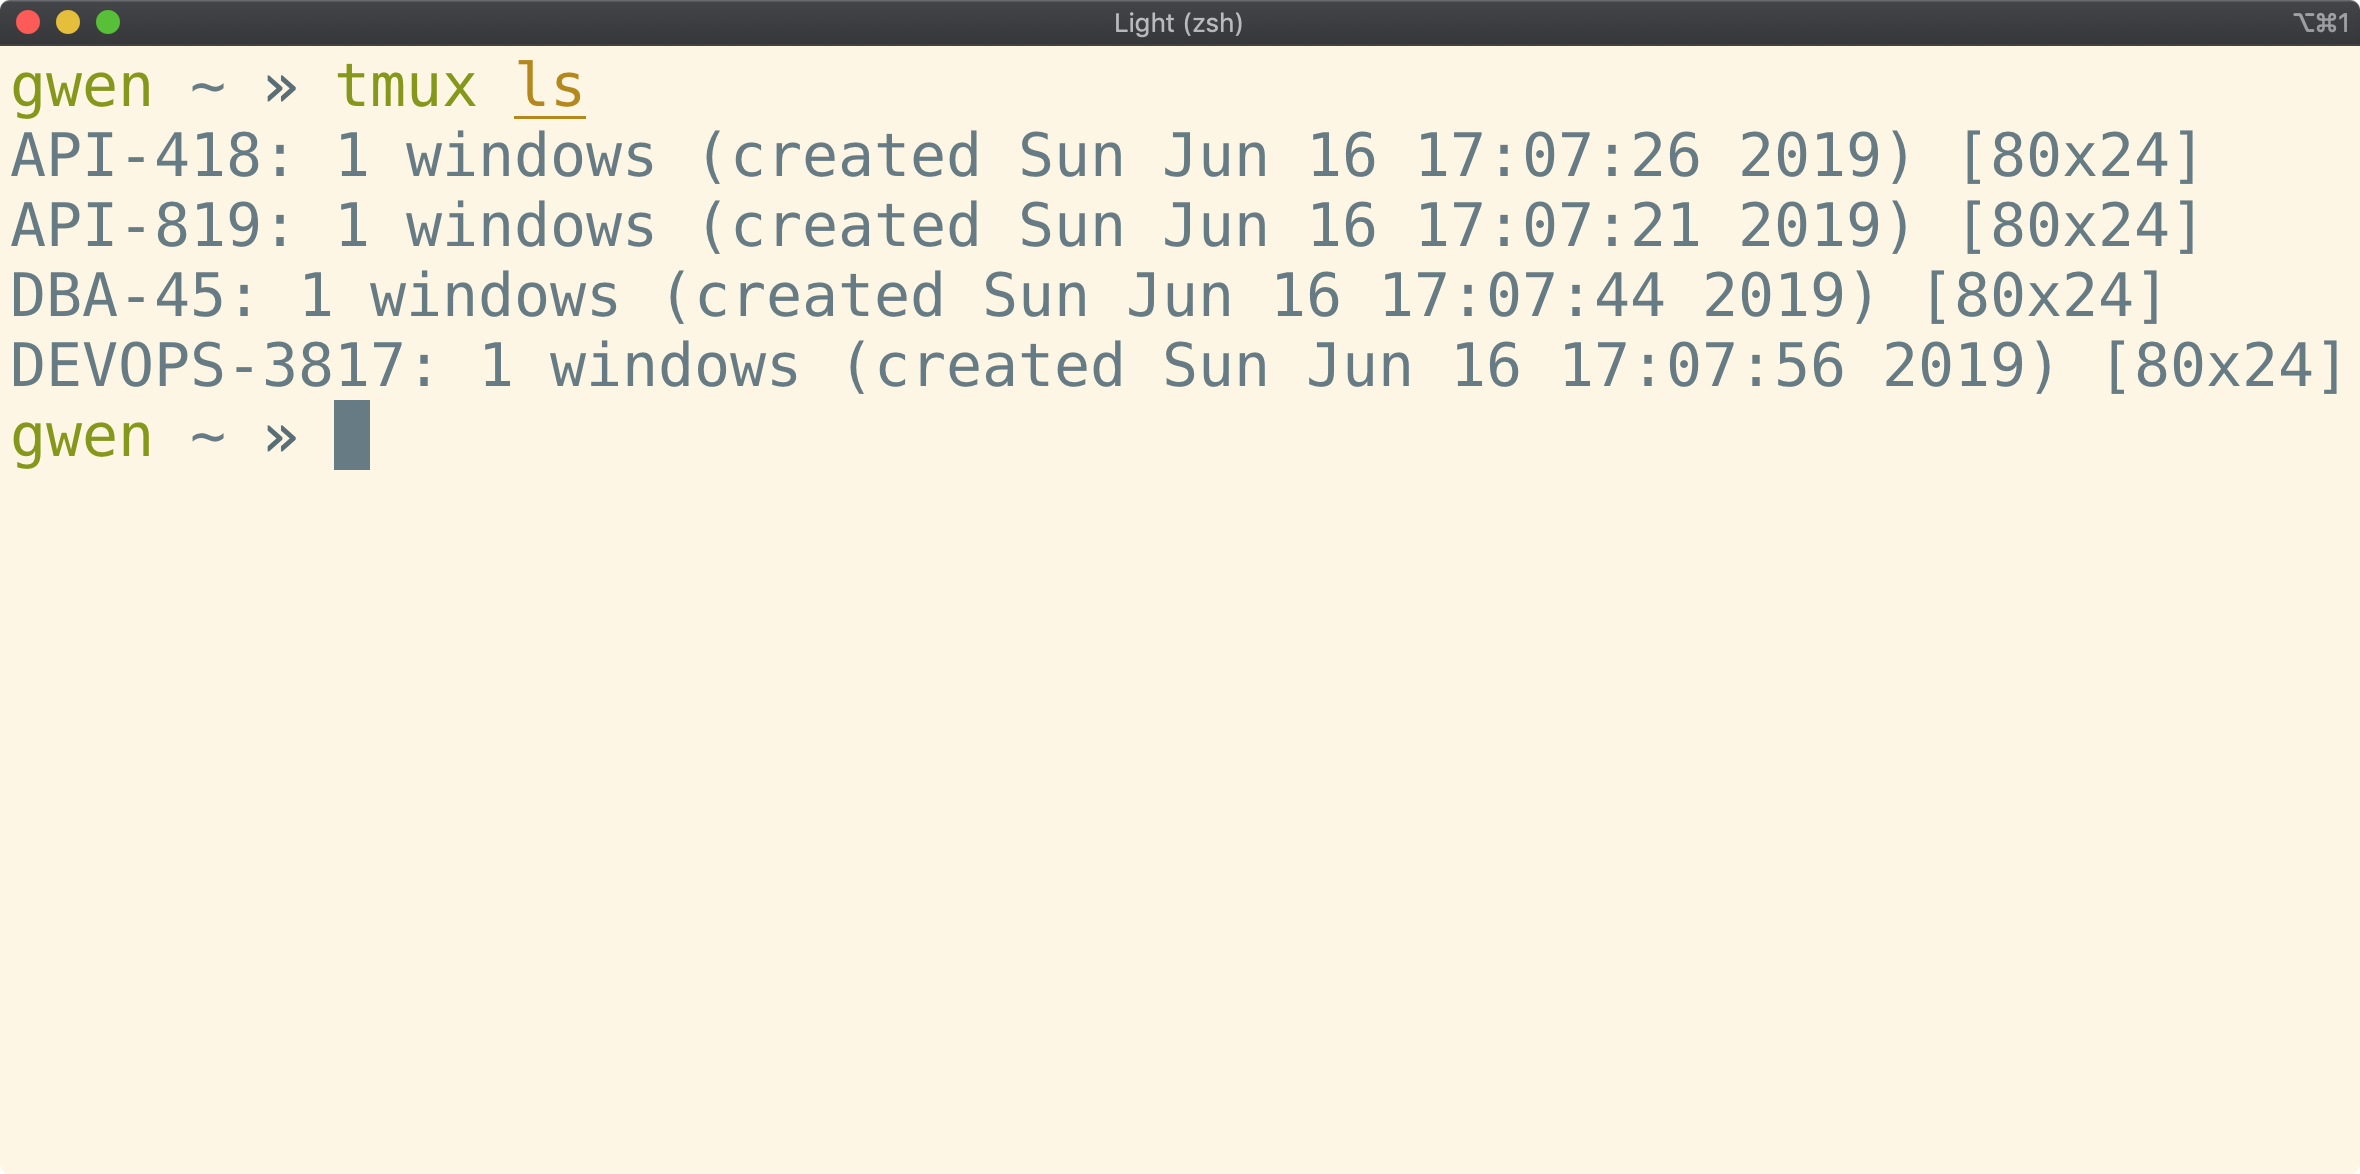 Light (zsh) ⌥⌘1
gwen ~ » tmux ls
API-418: 1 windows (created Sun Jun 16 17:07:26 2019) [80x24]
API-819: 1 windows (created Sun Jun 16 17:07:21 2019) [80x24]
DBA-45: 1 windows (created Sun Jun 16 17:07:44 2019) [80x24]
DEVOPS-3817: 1 windows (created Sun Jun 16 17:07:56 2019) [80x24]
gwen ~ »